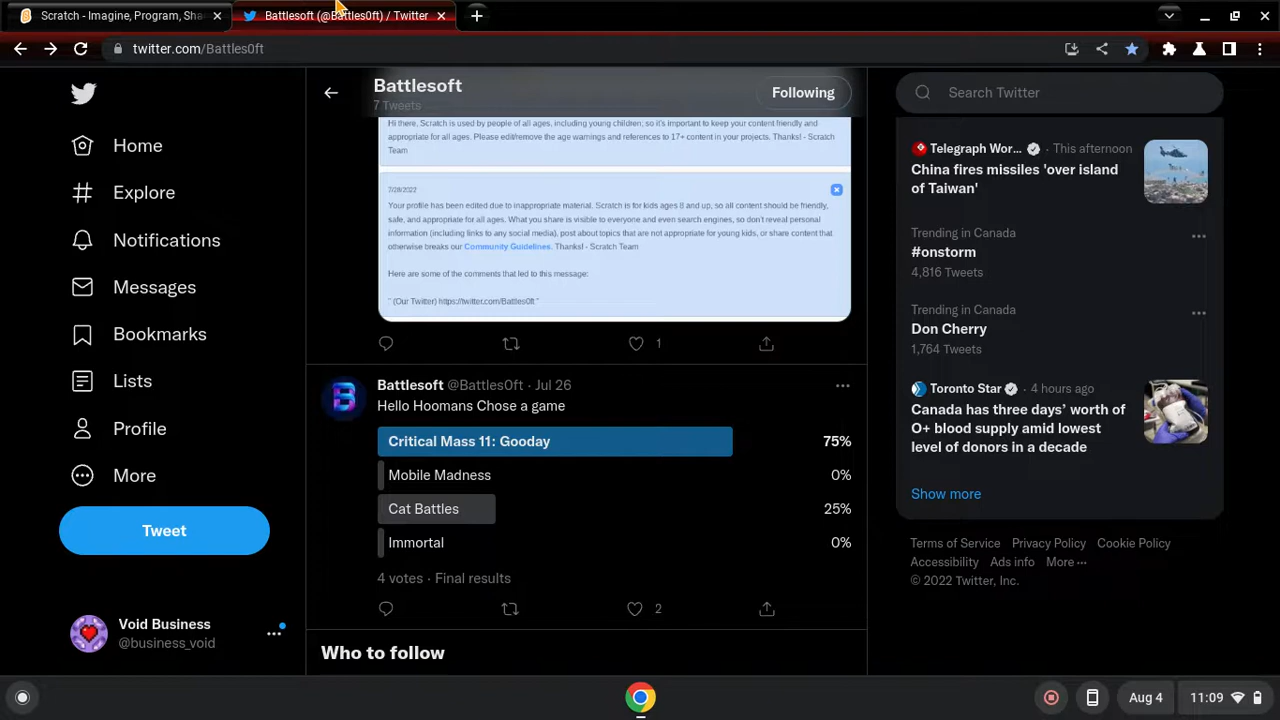 Scratch - Imagine, Program, Sha
Battlesoft (@Battles0ft) / Twitter
twitter.com/Battles0ft
Home
Explore
Notifications
Messages
Bookmarks
Lists
Profile
More
Tweet
Void Business
@business_void
Battlesoft
7 Tweets
Following
Hi there, Scratch is used by people of all ages, including young children; so it's important to keep your content friendly and
appropriate for all ages. Please edit/remove the age warnings and references to 17+ content in your projects. Thanks! - Scratch
Team
7/28/2022
Your profile has been edited due to inappropriate material. Scratch is for kids ages 8 and up, so all content should be friendly,
safe, and appropriate for all ages. What you share is visible to everyone and even search engines, so don't reveal personal
information (including links to any social media), post about topics that are not appropriate for young kids, or share content that
otherwise breaks our Community Guidelines. Thanks! - Scratch Team
Here are some of the comments that led to this message:
" (Our Twitter) https://twitter.com/Battles0ft "
1
Battlesoft @Battles0ft · Jul 26
Hello Hoomans Chose a game
Critical Mass 11: Gooday 75%
Mobile Madness 0%
Cat Battles 25%
Immortal 0%
4 votes · Final results
2
Who to follow
Search Twitter
Telegraph Wor... · This afternoon
China fires missiles 'over island
of Taiwan'
Trending in Canada
#onstorm
4,816 Tweets
Trending in Canada
Don Cherry
1,764 Tweets
Toronto Star · 4 hours ago
Canada has three days' worth of
O+ blood supply amid lowest
level of donors in a decade
Show more
Terms of Service Privacy Policy Cookie Policy
Accessibility Ads info More ···
© 2022 Twitter, Inc.
Aug 4
11:09